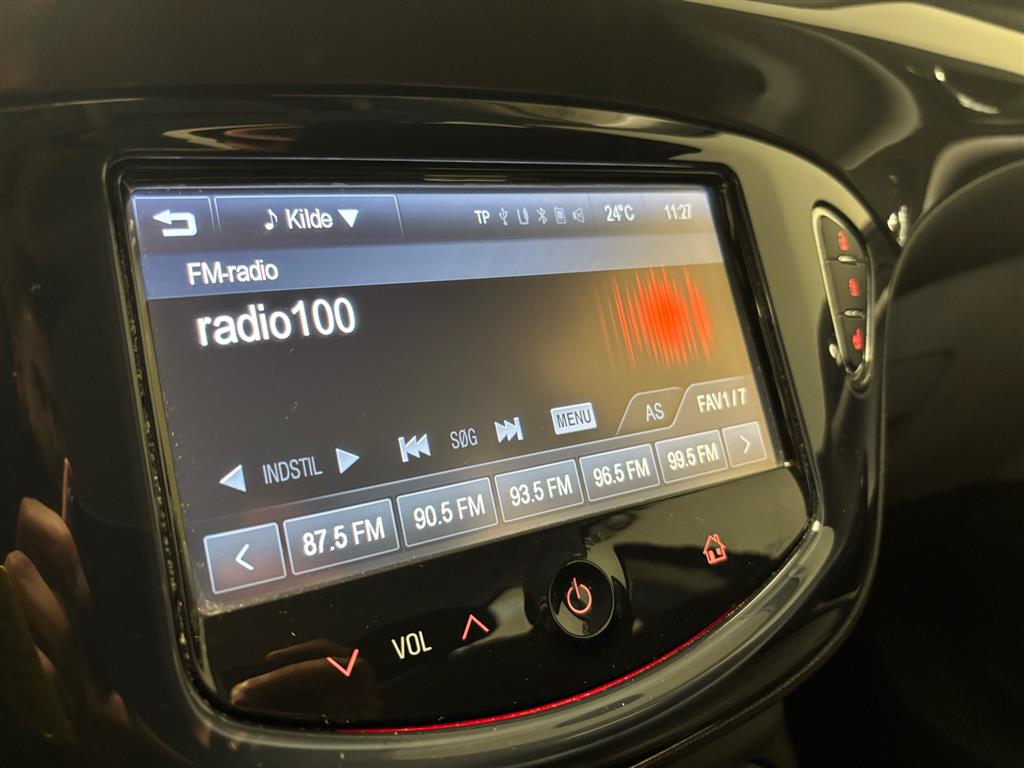 Kilde TP 24°C 11:27
FM-radio
radio100
INDSTIL SØG MENU AS FAV1/7
87.5 FM 90.5 FM 93.5 FM 96.5 FM 99.5 FM
VOL